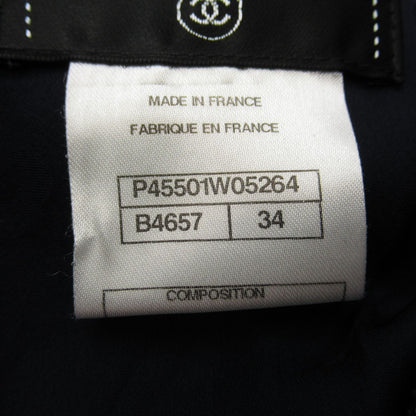 MADE IN FRANCE
FABRIQUE EN FRANCE
P45501W05264
B4657 34
COMPOSITION